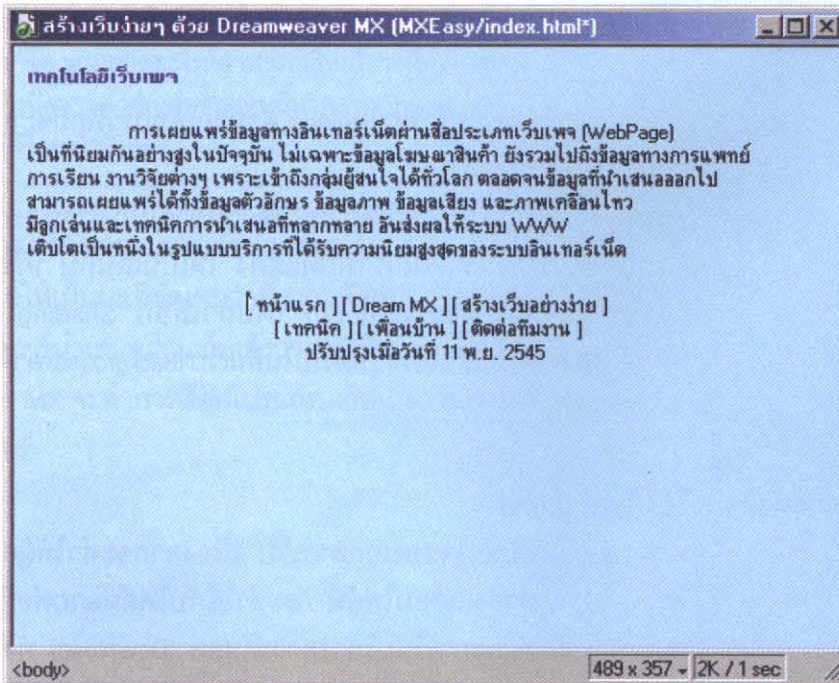 สร้างเว็บง่ายๆ ด้วย Dreamweaver MX (MXEasy/index.html*)
เทคโนโลยีเว็บเพจ
การเผยแพร่ข้อมูลทางอินเทอร์เน็ตผ่านสื่อประเภทเว็บเพจ (WebPage)
เป็นที่นิยมกันอย่างสูงในปัจจุบัน ไม่เฉพาะข้อมูลโฆษณาสินค้า ยังรวมไปถึงข้อมูลทางการแพทย์
การเรียน งานวิจัยต่างๆ เพราะเข้าถึงกลุ่มผู้สนใจได้ทั่วโลก ตลอดจนข้อมูลที่นำเสนอออกไป
สามารถเผยแพร่ได้ทั้งข้อมูลตัวอักษร ข้อมูลภาพ ข้อมูลเสียง และภาพเคลื่อนไหว
มีลูกเล่นและเทคนิคการนำเสนอที่หลากหลาย อันส่งผลให้ระบบ WWW
เติบโตเป็นหนึ่งในรูปแบบบริการที่ได้รับความนิยมสูงสุดของระบบอินเทอร์เน็ต
[ หน้าแรก ] [ Dream MX ] [ สร้างเว็บอย่างง่าย ]
[ เทคนิค ] [ เพื่อนบ้าน ] [ ติดต่อทีมงาน ]
ปรับปรุงเมื่อวันที่ 11 พ.ย. 2545
<body> 489 x 357 2K / 1 sec